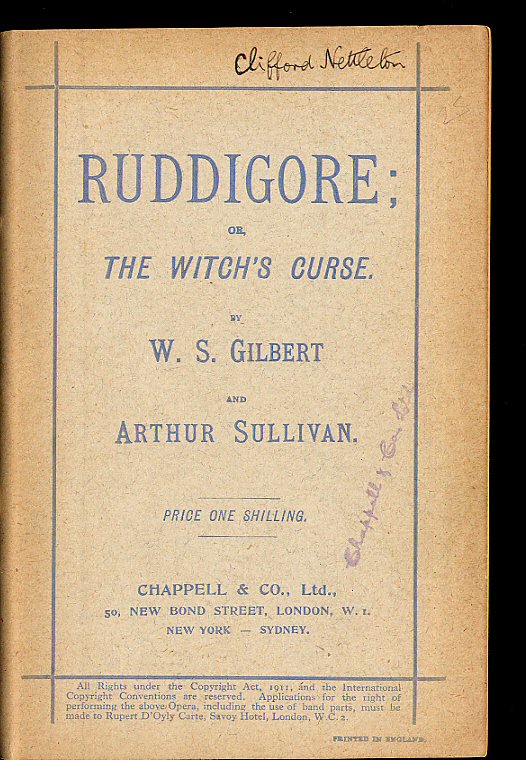 Clifford Nettleton
RUDDIGORE;
OR,
THE WITCH'S CURSE.
BY
W. S. GILBERT
AND
ARTHUR SULLIVAN.
Chappell & Co. Ltd
PRICE ONE SHILLING.
CHAPPELL & CO., Ltd.,
50, NEW BOND STREET, LONDON, W. 1.
NEW YORK — SYDNEY.
All Rights under the Copyright Act, 1911, and the International
Copyright Conventions are reserved. Applications for the right of
performing the above Opera, including the use of band parts, must be
made to Rupert D'Oyly Carte, Savoy Hotel, London, W.C. 2.
PRINTED IN ENGLAND.